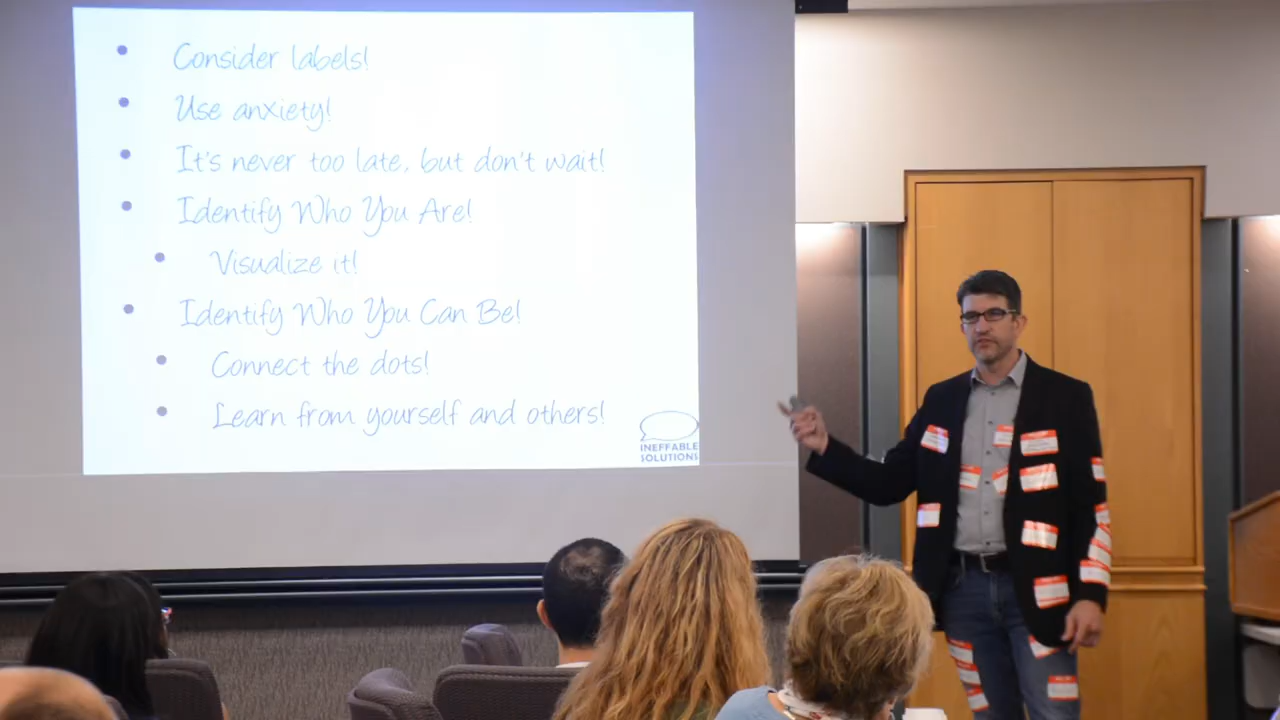 Consider labels!
Use anxiety!
It's never too late, but don't wait!
Identify Who You Are!
Visualize it!
Identify Who You Can Be!
Connect the dots!
Learn from yourself and others!
INEFFABLE
SOLUTIONS